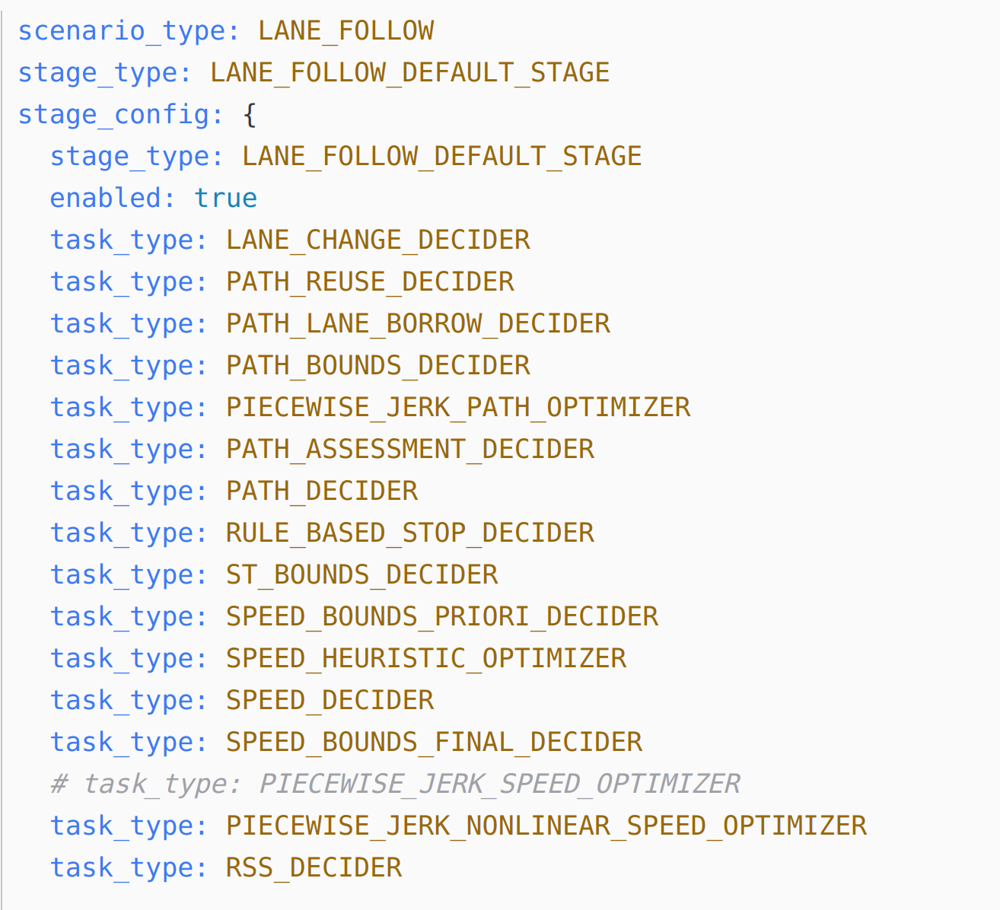 scenario_type: LANE_FOLLOW
stage_type: LANE_FOLLOW_DEFAULT_STAGE
stage_config: {
  stage_type: LANE_FOLLOW_DEFAULT_STAGE
  enabled: true
  task_type: LANE_CHANGE_DECIDER
  task_type: PATH_REUSE_DECIDER
  task_type: PATH_LANE_BORROW_DECIDER
  task_type: PATH_BOUNDS_DECIDER
  task_type: PIECEWISE_JERK_PATH_OPTIMIZER
  task_type: PATH_ASSESSMENT_DECIDER
  task_type: PATH_DECIDER
  task_type: RULE_BASED_STOP_DECIDER
  task_type: ST_BOUNDS_DECIDER
  task_type: SPEED_BOUNDS_PRIORI_DECIDER
  task_type: SPEED_HEURISTIC_OPTIMIZER
  task_type: SPEED_DECIDER
  task_type: SPEED_BOUNDS_FINAL_DECIDER
  # task_type: PIECEWISE_JERK_SPEED_OPTIMIZER
  task_type: PIECEWISE_JERK_NONLINEAR_SPEED_OPTIMIZER
  task_type: RSS_DECIDER